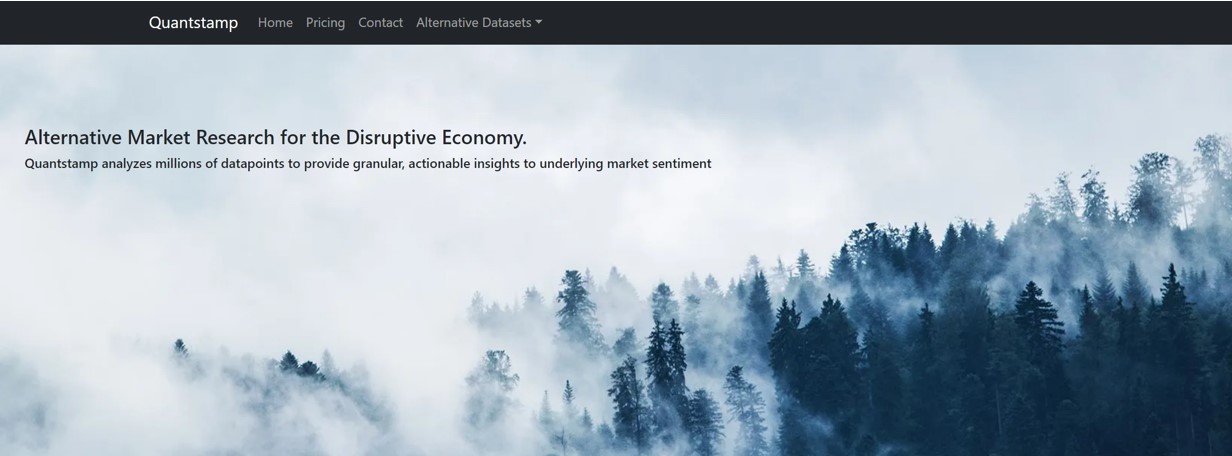 Quantstamp Home Pricing Contact Alternative Datasets
Alternative Market Research for the Disruptive Economy.
Quantstamp analyzes millions of datapoints to provide granular, actionable insights to underlying market sentiment